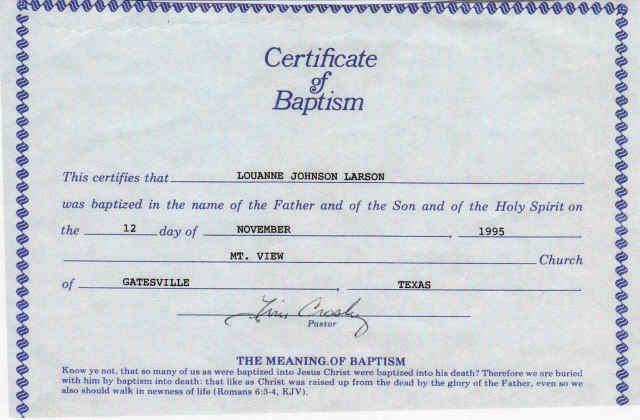 Certificate
of
Baptism
This certifies that LOUANNE JOHNSON LARSON
was baptized in the name of the Father and of the Son and of the Holy Spirit on
the 12 day of NOVEMBER , 1995
MT. VIEW Church
of GATESVILLE , TEXAS
Tim Crosby
Pastor
THE MEANING OF BAPTISM
Know ye not, that so many of us as were baptized into Jesus Christ were baptized into his death? Therefore we are buried
with him by baptism into death: that like as Christ was raised up from the dead by the glory of the Father, even so we
also should walk in newness of life (Romans 6:3-4, KJV).